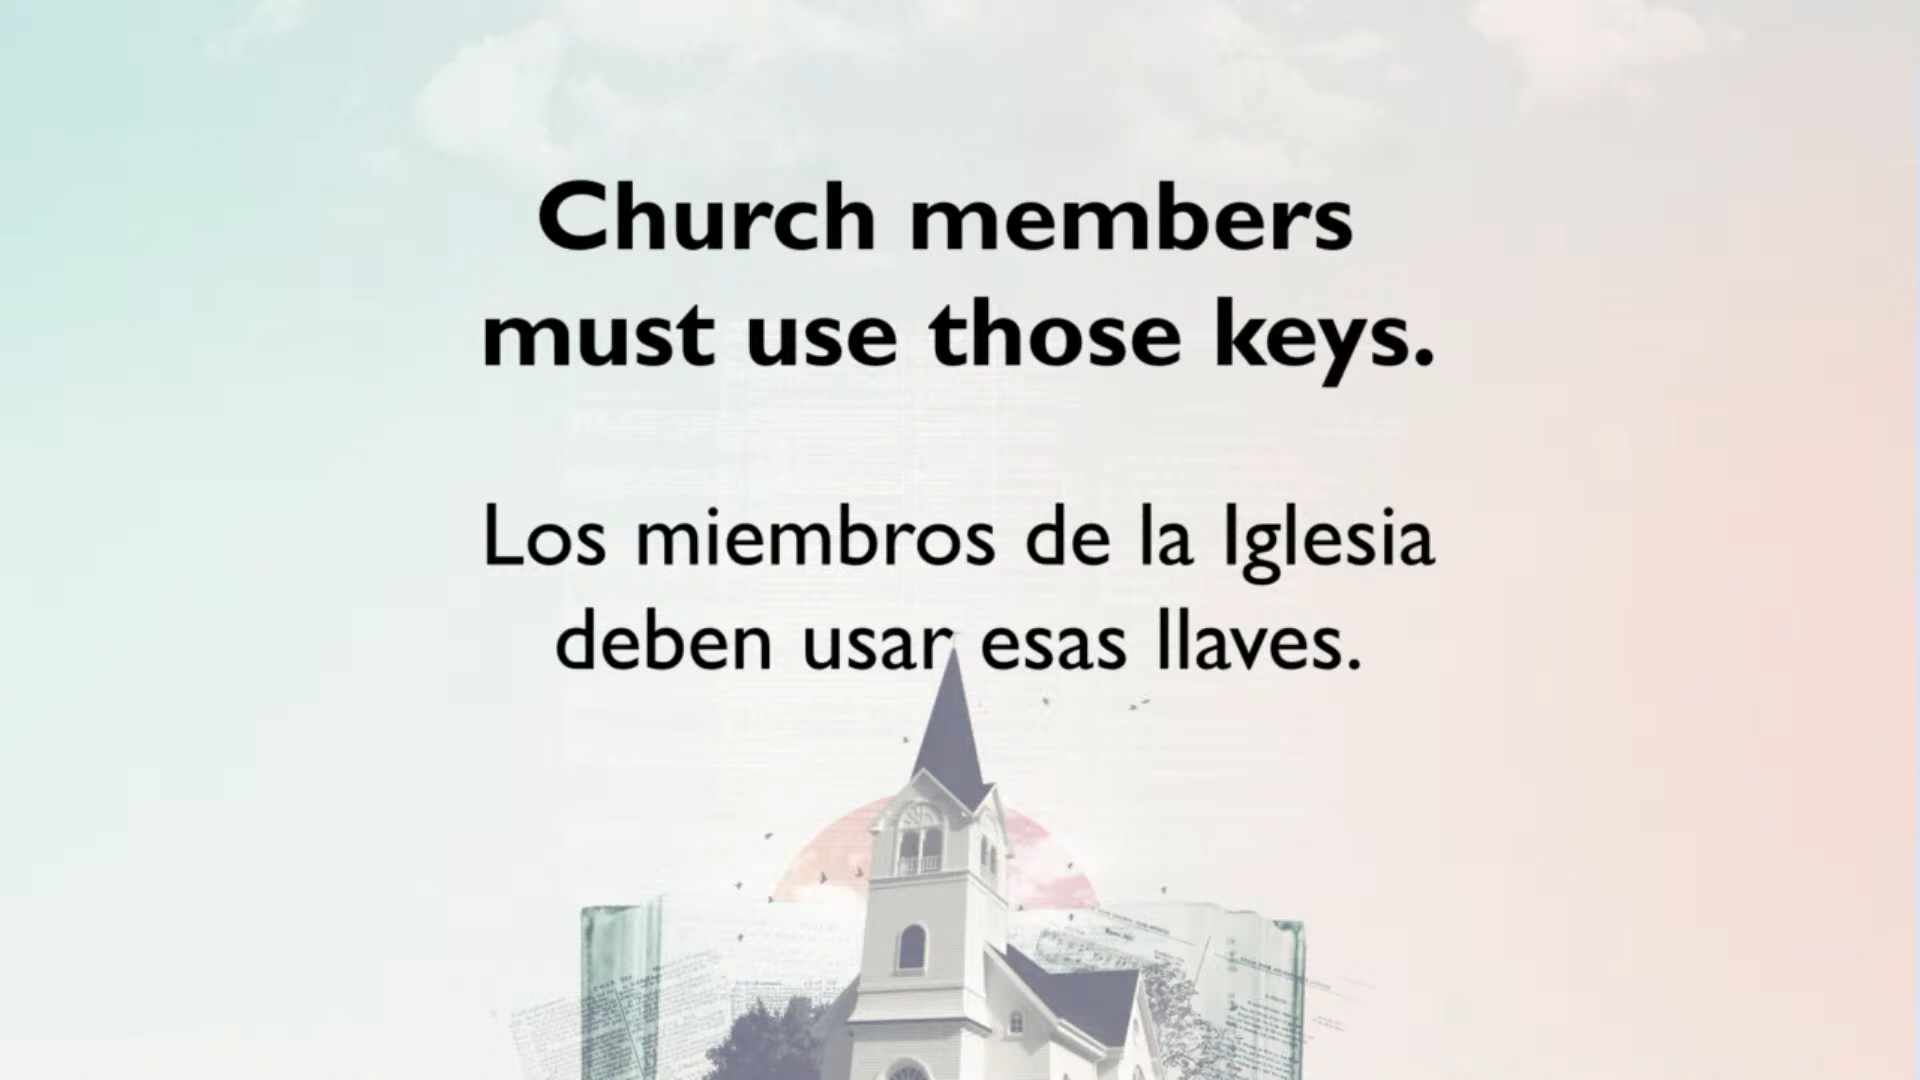 Church members
must use those keys.
Los miembros de la Iglesia
deben usar esas llaves.